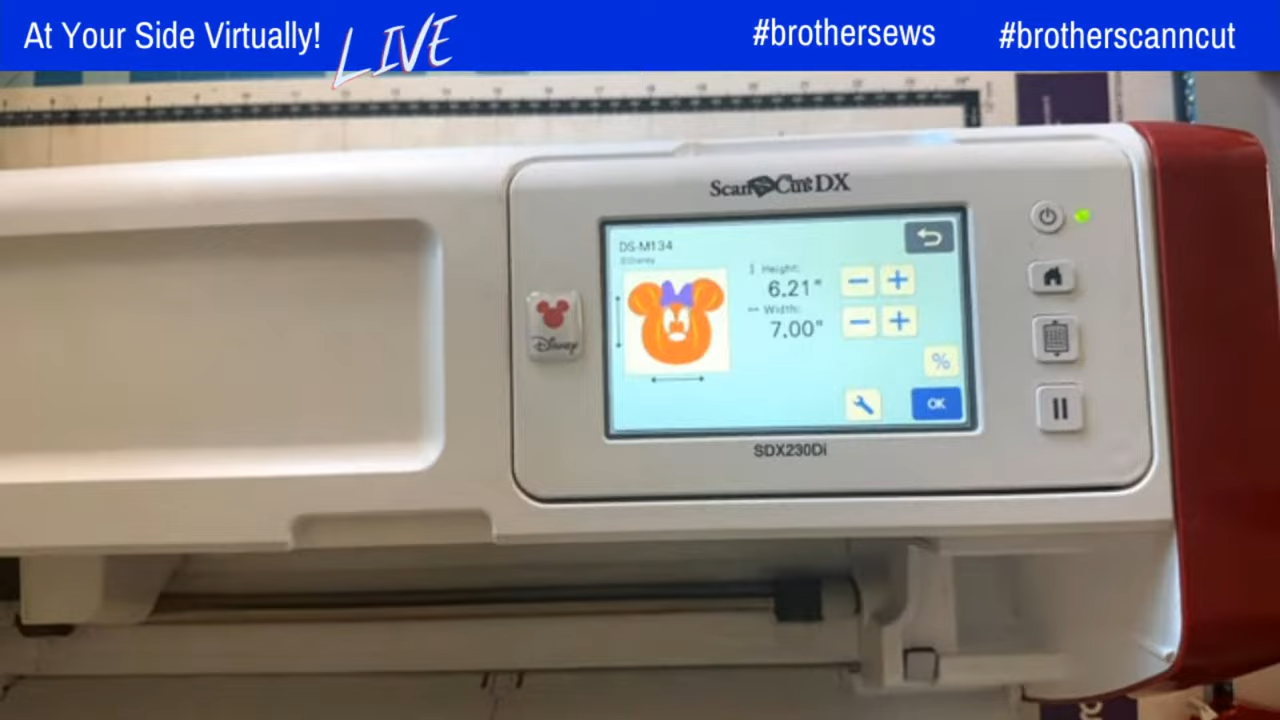 At Your Side Virtually! LIVE
#brothersews
#brotherscanncut
ScanNCut DX
DS-M134
©Disney
Height:
6.21"
Width:
7.00"
%
OK
Disney
SDX230Di